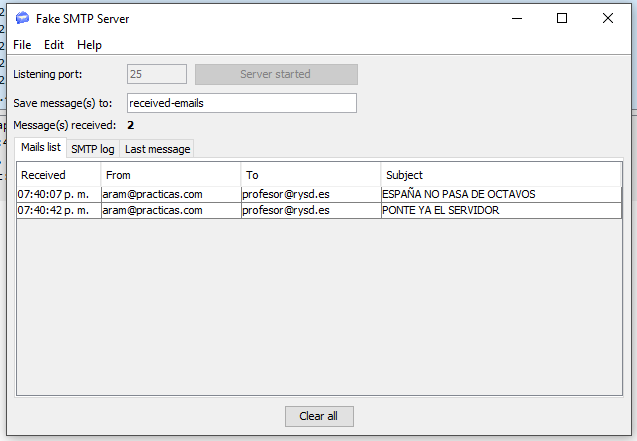 Fake SMTP Server
File Edit Help
Listening port: 25 Server started
Save message(s) to: received-emails
Message(s) received: 2
Mails list SMTP log Last message
Received From To Subject
07:40:07 p. m. aram@practicas.com profesor@rysd.es ESPAÑA NO PASA DE OCTAVOS
07:40:42 p. m. aram@practicas.com profesor@rysd.es PONTE YA EL SERVIDOR
Clear all